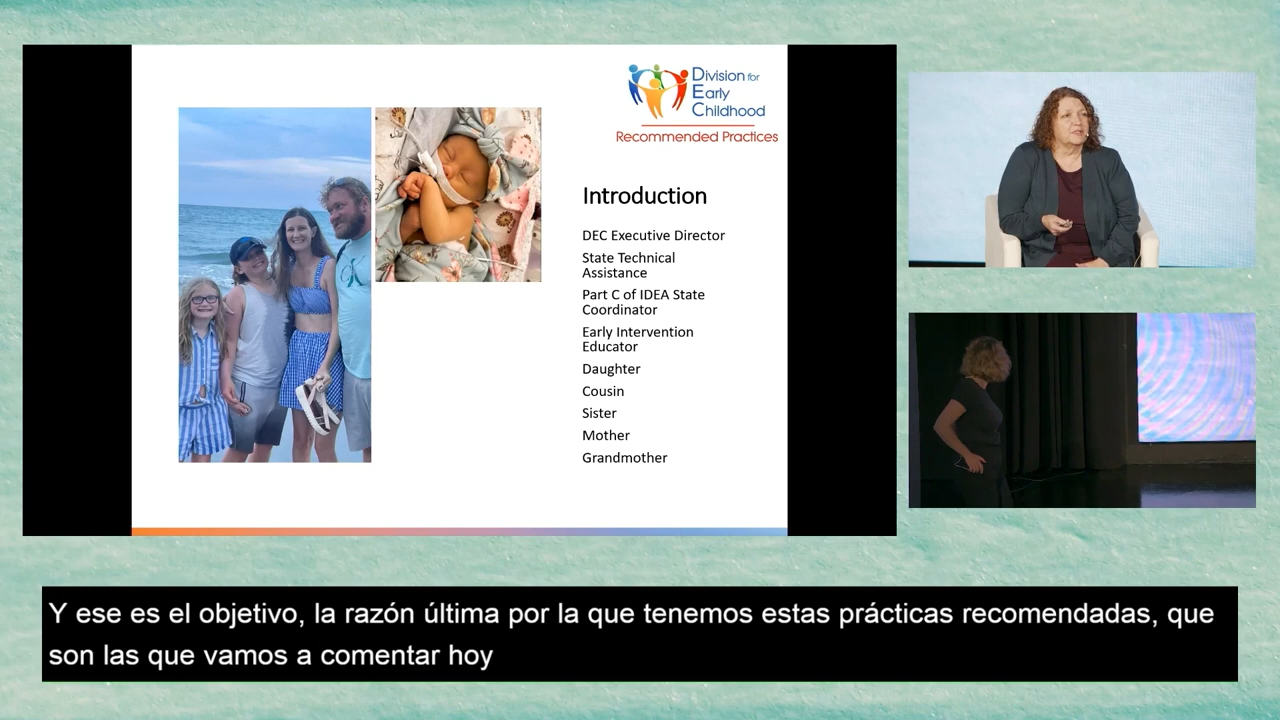 Division for
Early
Childhood
Recommended Practices
Introduction
DEC Executive Director
State Technical
Assistance
Part C of IDEA State
Coordinator
Early Intervention
Educator
Daughter
Cousin
Sister
Mother
Grandmother
Y ese es el objetivo, la razón última por la que tenemos estas prácticas recomendadas, que
son las que vamos a comentar hoy